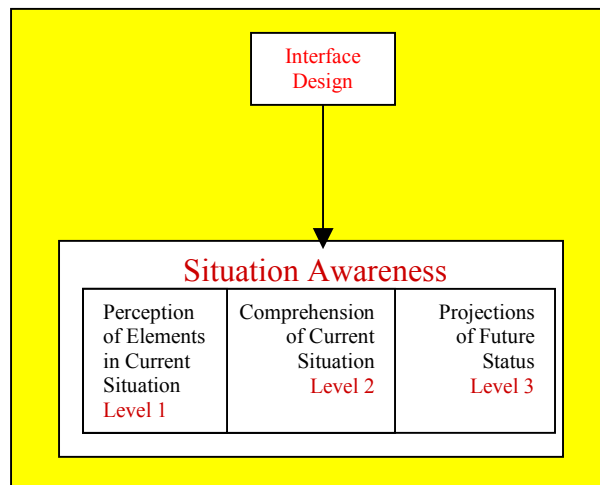 Interface
Design
Situation Awareness
Perception
of Elements
in Current
Situation
Level 1
Comprehension
of Current
Situation
Level 2
Projections
of Future
Status
Level 3